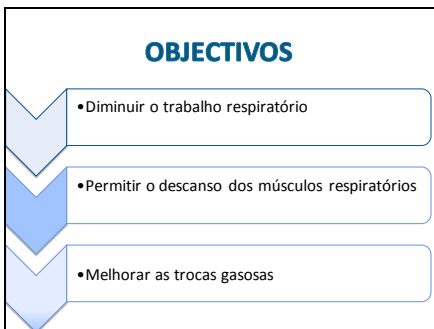 OBJECTIVOS
•Diminuir o trabalho respiratório
•Permitir o descanso dos músculos respiratórios
•Melhorar as trocas gasosas